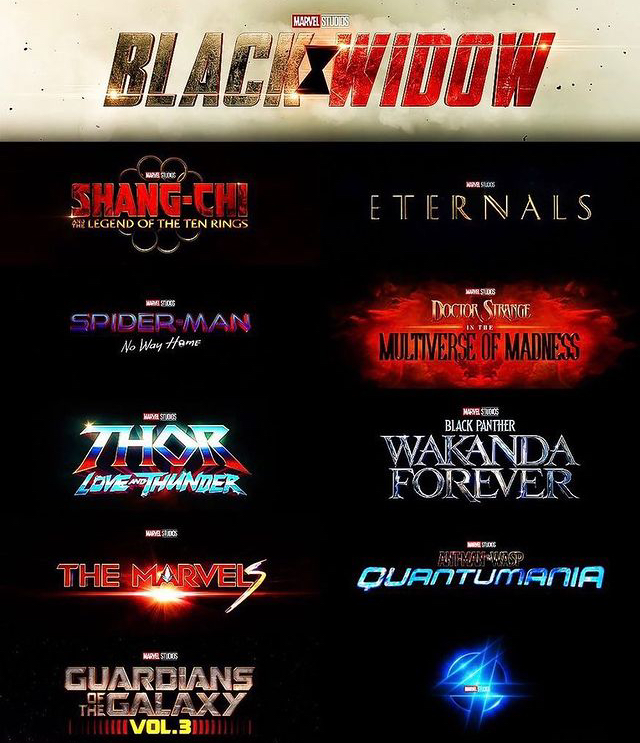 MARVEL STUDIOS
BLACK WIDOW
MARVEL STUDIOS
SHANG-CHI
AND THE LEGEND OF THE TEN RINGS
MARVEL STUDIOS
ETERNALS
MARVEL STUDIOS
SPIDER-MAN
No Way Home
MARVEL STUDIOS
DOCTOR STRANGE
IN THE
MULTIVERSE OF MADNESS
MARVEL STUDIOS
THOR
LOVE AND THUNDER
MARVEL STUDIOS
BLACK PANTHER
WAKANDA
FOREVER
MARVEL STUDIOS
THE MARVELS
MARVEL STUDIOS
ANT-MAN AND THE WASP
QUANTUMANIA
MARVEL STUDIOS
GUARDIANS
OF THE GALAXY
VOL.3
MARVEL STUDIOS
4